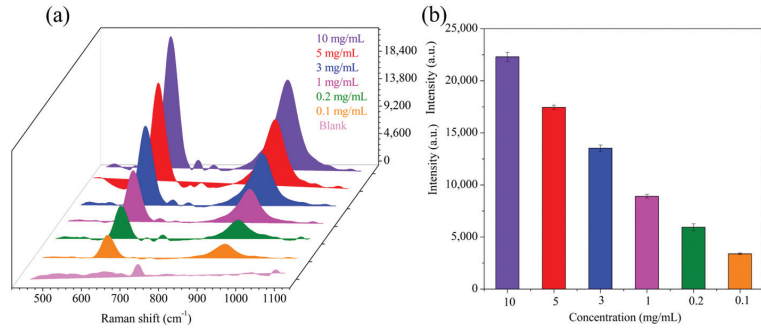 (a)
10 mg/mL
5 mg/mL
3 mg/mL
1 mg/mL
0.2 mg/mL
0.1 mg/mL
Blank
18,400
13,800
9,200
4,600
0
Intensity (a.u.)
500 600 700 800 900 1000 1100
Raman shift (cm⁻¹)
(b)
25,000
20,000
15,000
10,000
5,000
0
Intensity (a.u.)
10 5 3 1 0.2 0.1
Concentration (mg/mL)